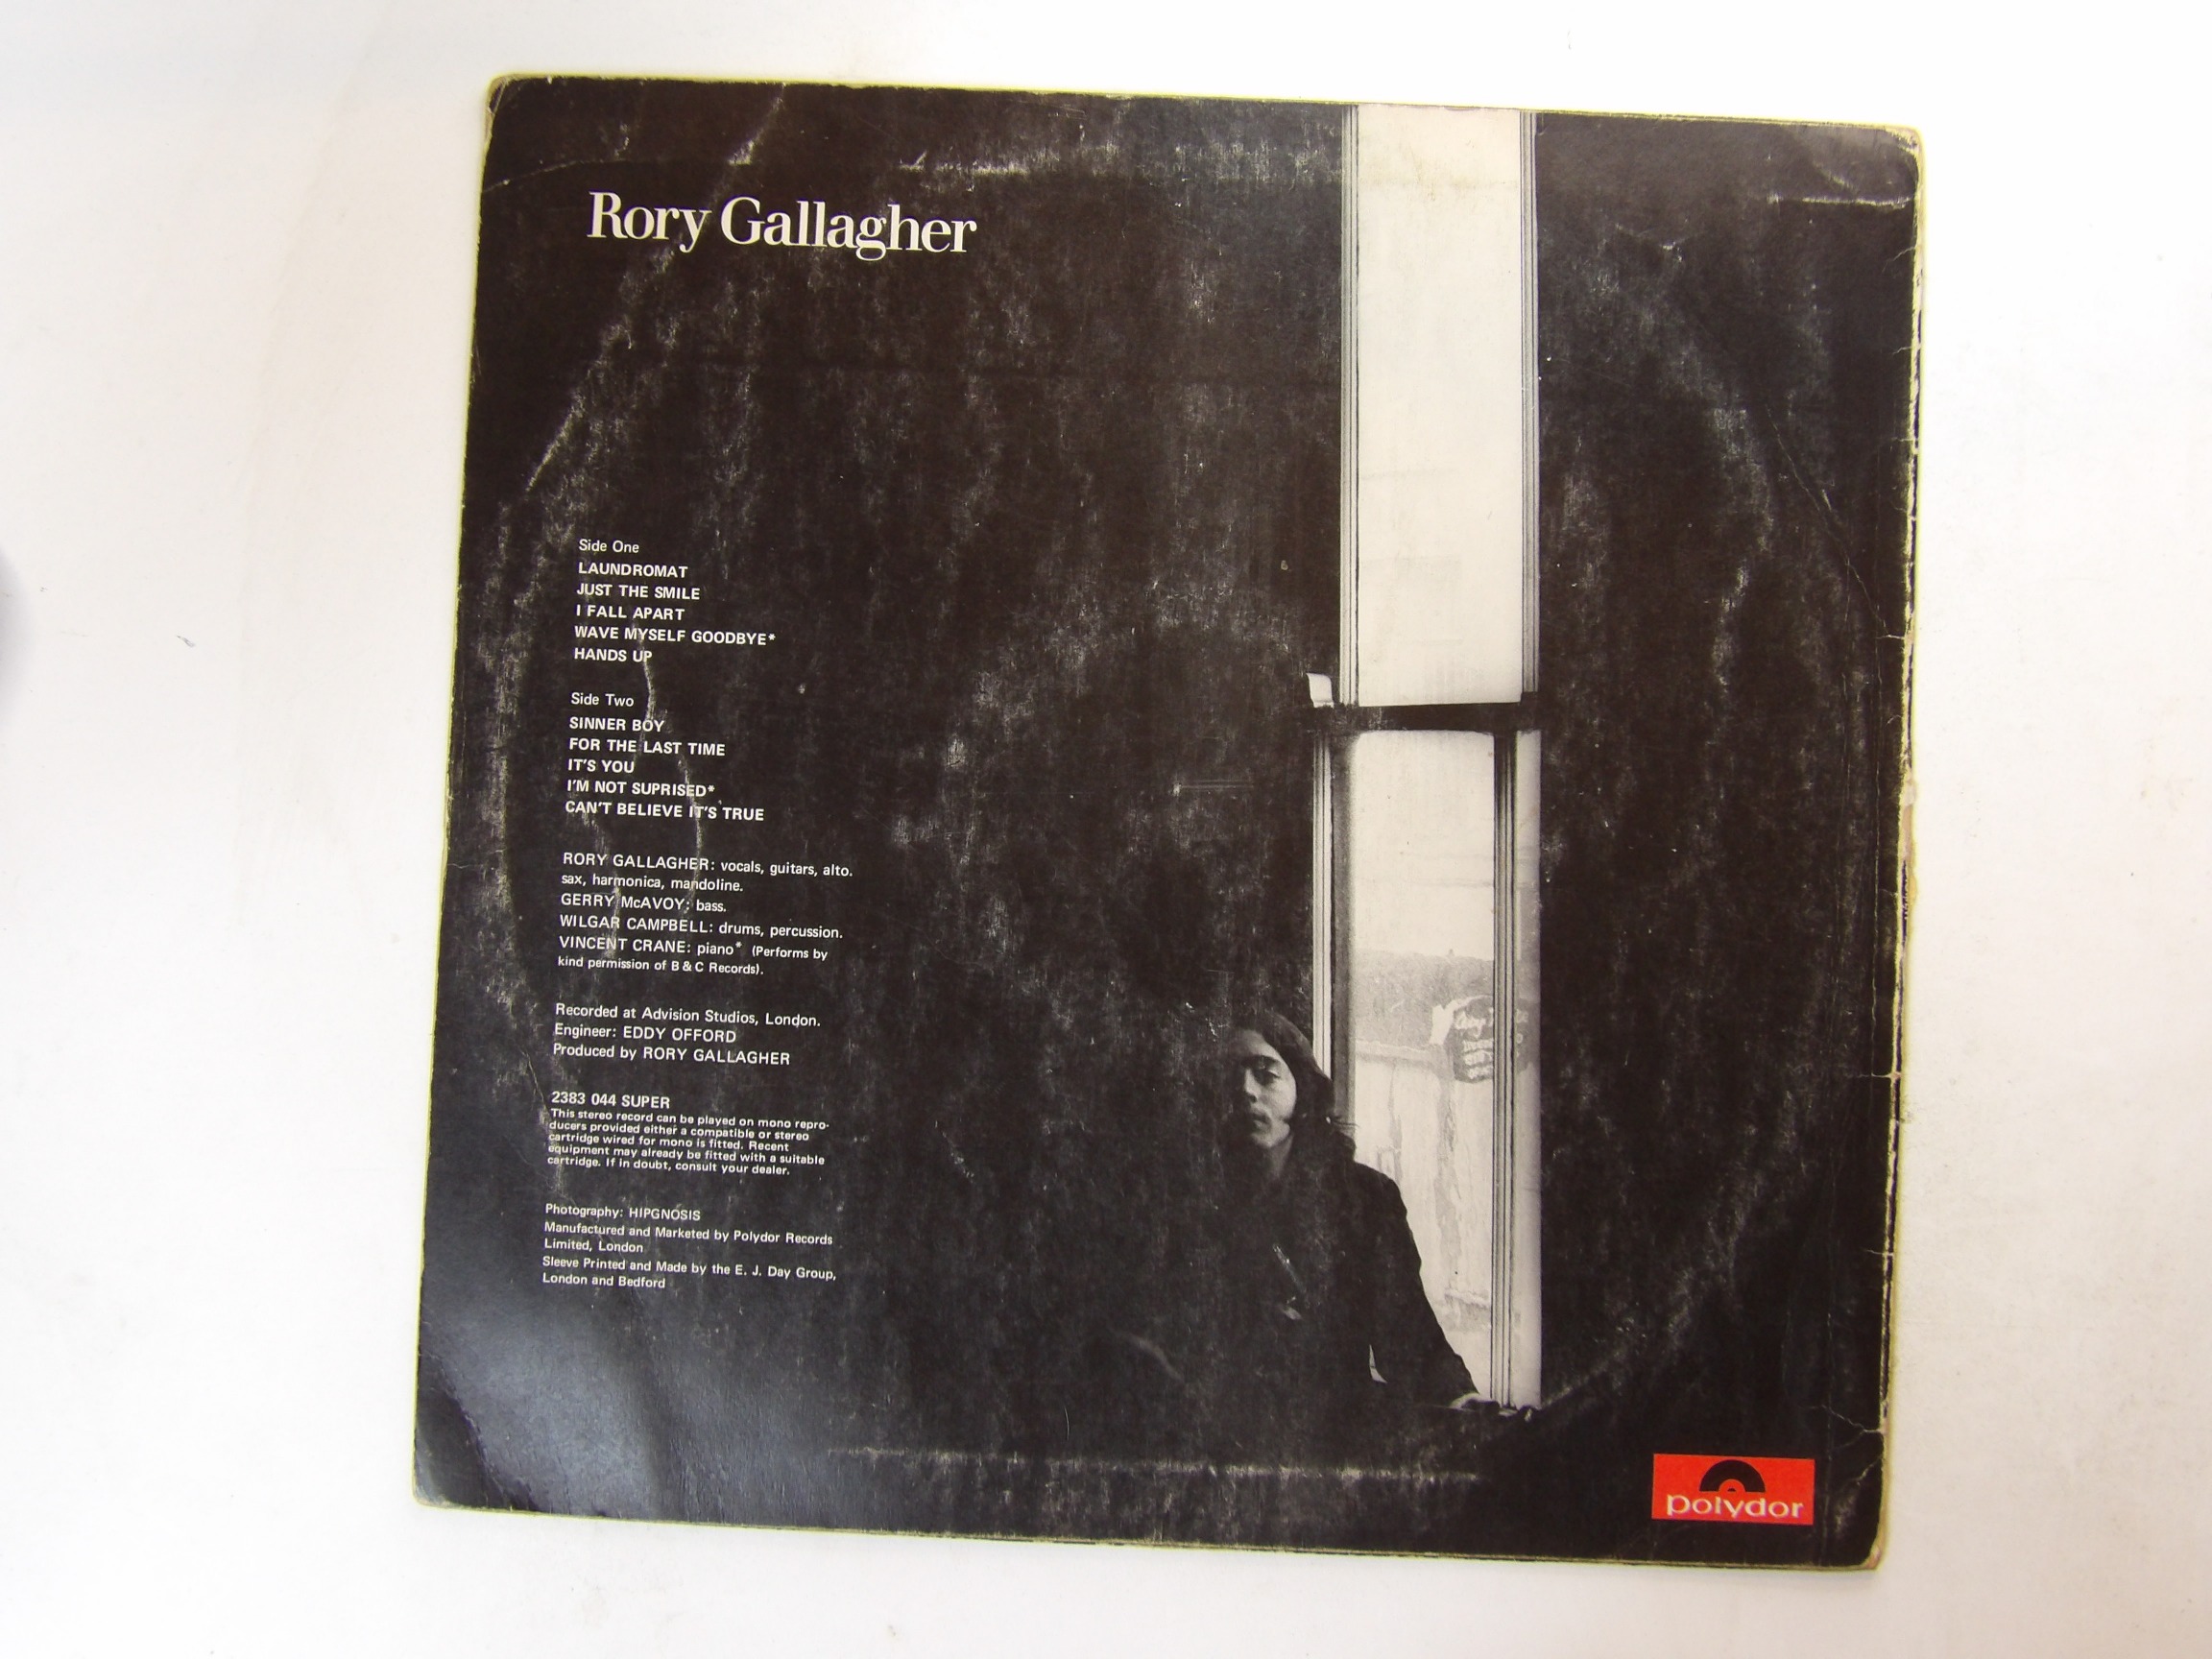 Rory Gallagher
Side One
LAUNDROMAT
JUST THE SMILE
I FALL APART
WAVE MYSELF GOODBYE*
HANDS UP
Side Two
SINNER BOY
FOR THE LAST TIME
IT'S YOU
I'M NOT SUPRISED*
CAN'T BELIEVE IT'S TRUE
RORY GALLAGHER: vocals, guitars, alto.
sax, harmonica, mandoline.
GERRY McAVOY: bass.
WILGAR CAMPBELL: drums, percussion.
VINCENT CRANE: piano* (Performs by
kind permission of B & C Records).
Recorded at Advision Studios, London.
Engineer: EDDY OFFORD
Produced by RORY GALLAGHER
2383 044 SUPER
This stereo record can be played on mono repro-
ducers provided either a compatible or stereo
cartridge wired for mono is fitted. Recent
equipment may already be fitted with a suitable
cartridge. If in doubt, consult your dealer.
Photography: HIPGNOSIS
Manufactured and Marketed by Polydor Records
Limited, London
Sleeve Printed and Made by the E. J. Day Group,
London and Bedford
polydor